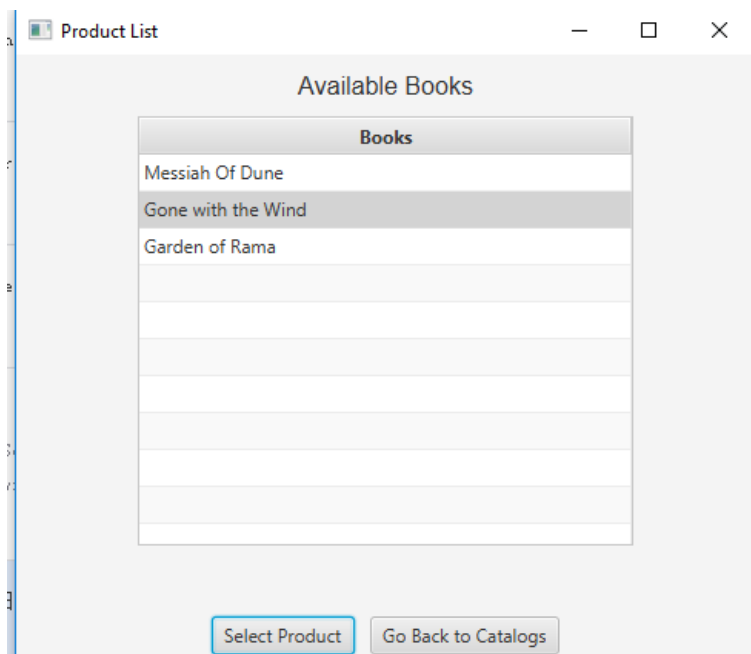 Product List
Available Books
Books
Messiah Of Dune
Gone with the Wind
Garden of Rama
Select Product Go Back to Catalogs